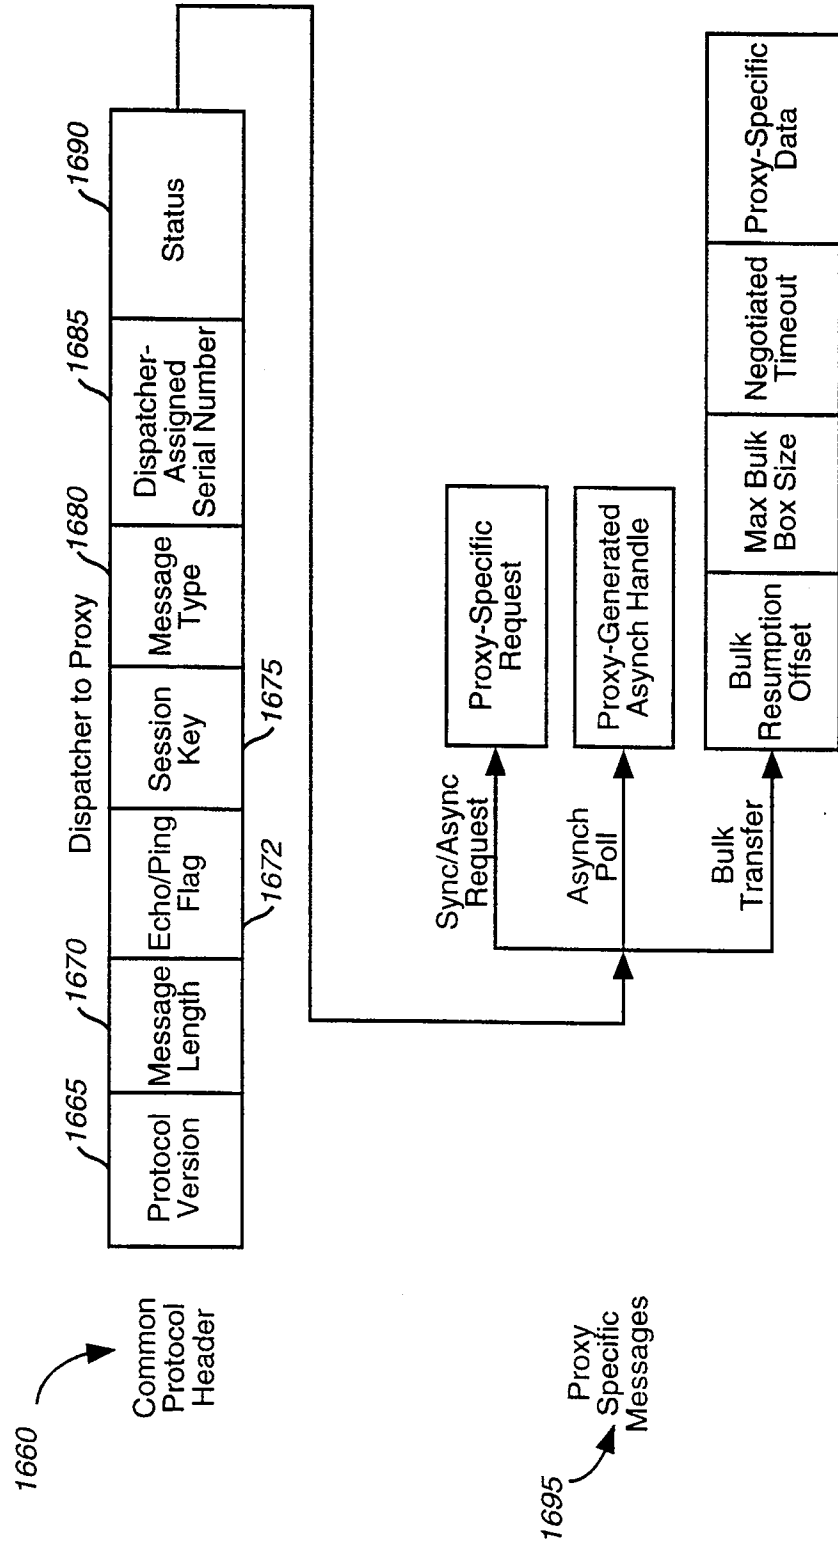 Dispatcher to Proxy
1660
Common
Protocol
Header
1665
Protocol
Version
1670
Message
Length
Echo/Ping
Flag
1672
Session
Key
1675
1680
Message
Type
1685
Dispatcher-
Assigned
Serial Number
1690
Status
1695
Proxy
Specific
Messages
Sync/Async
Request
Proxy-Specific
Request
Asynch
Poll
Proxy-Generated
Asynch Handle
Bulk
Transfer
Bulk
Resumption
Offset
Max Bulk
Box Size
Negotiated
Timeout
Proxy-Specific
Data